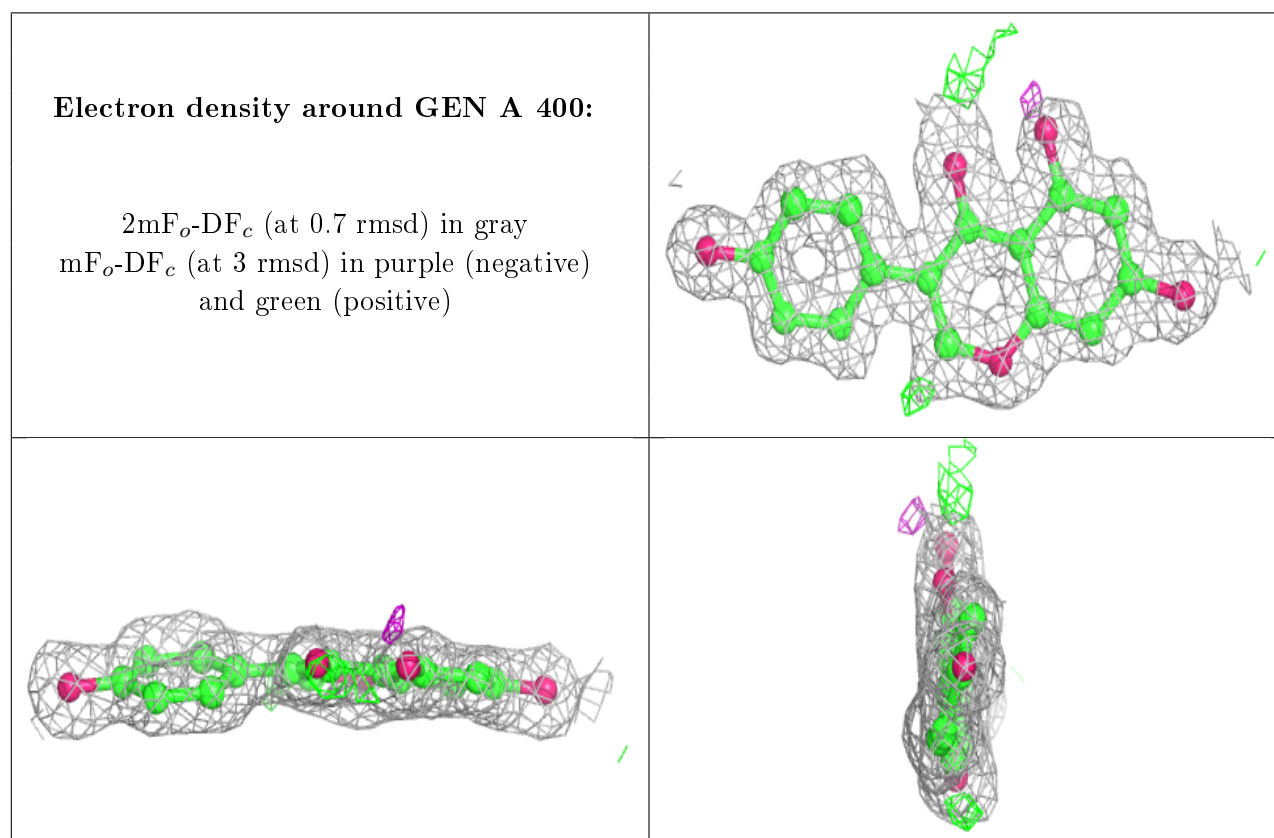 Electron density around GEN A 400:
2mFo-DFc (at 0.7 rmsd) in gray
mFo-DFc (at 3 rmsd) in purple (negative)
and green (positive)